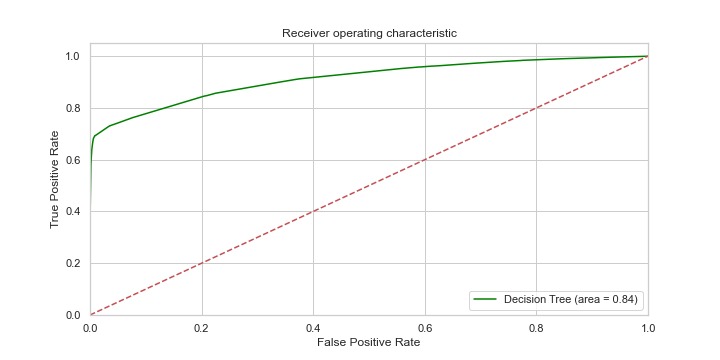 Receiver operating characteristic
1.0
0.8
0.6
0.4
0.2
0.0
True Positive Rate
Decision Tree (area = 0.84)
0.0 0.2 0.4 0.6 0.8 1.0
False Positive Rate